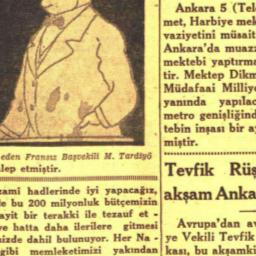 eden Fransız Başvekili M. Tardiyö
lep etmiştir.
zamî hadlerinde iyi yapacağız,
e bu 200 milyonluk bütçemizin
ayit bir terakki ile tezauf et -
ve hatta daha ilerilere gitmesi
izde dahil bulunuyor. Her Na -
gibi memleketimizi yakından
Ankara 5 (Tele
met, Harbiye mek
vaziyetini müsait
Ankara'da muazz
mektebi yaptırma
tir. Mektep Dikm
Müdafaai Milliye
yanında yapılac
metro genişliğind
tebin inşası bir ay
miştir.
Tevfik Rüş
akşam Anka
Avrupa'dan av
ye Vekili Tevfik
kası, bu akşamki